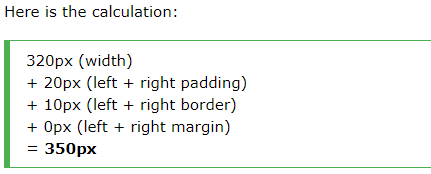 Here is the calculation:
320px (width)
+ 20px (left + right padding)
+ 10px (left + right border)
+ 0px (left + right margin)
= 350px